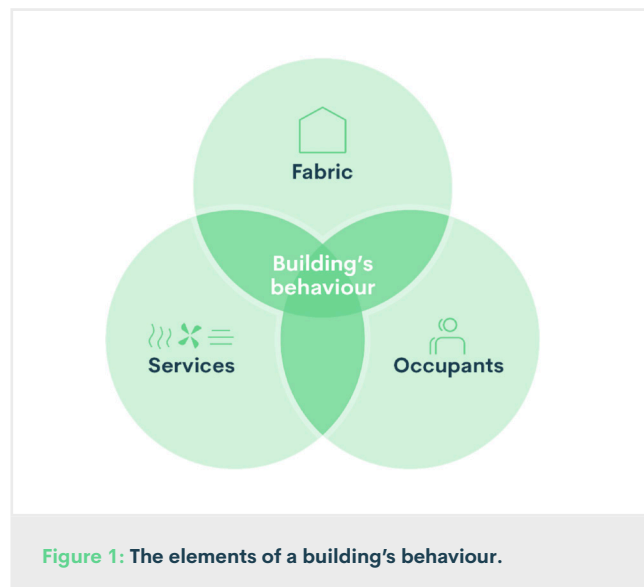 Fabric
Building's
behaviour
Services
Occupants
Figure 1: The elements of a building's behaviour.